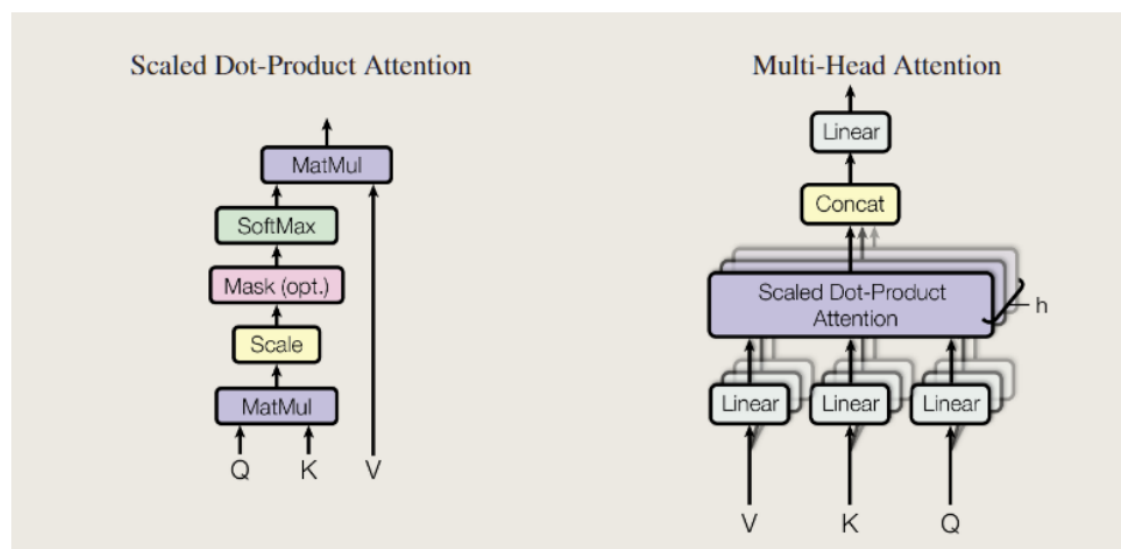 Scaled Dot-Product Attention
MatMul
SoftMax
Mask (opt.)
Scale
MatMul
Q K V
Multi-Head Attention
Linear
Concat
Scaled Dot-Product
Attention
h
Linear Linear Linear
V K Q